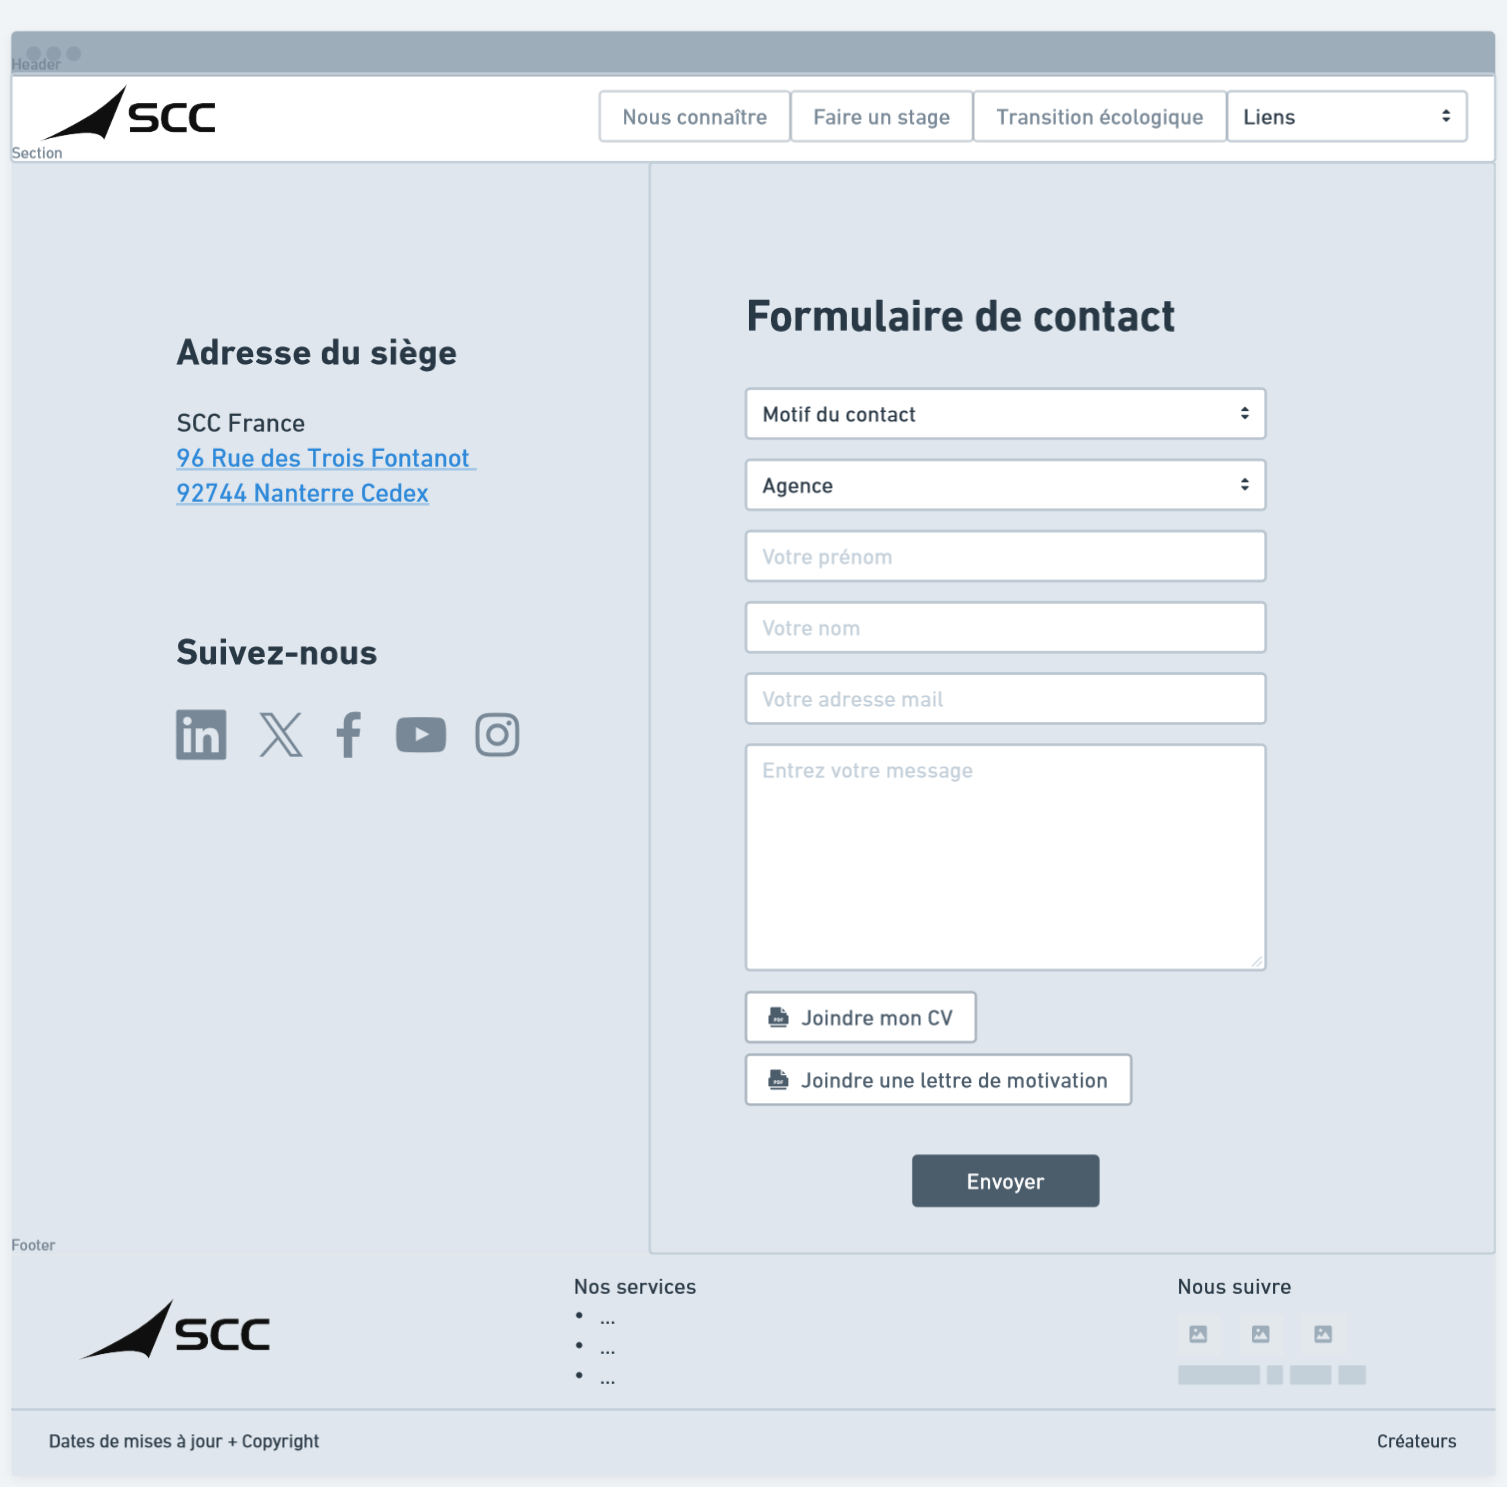 Header
SCC
Nous connaître
Faire un stage
Transition écologique
Liens
Section
Adresse du siège
SCC France
96 Rue des Trois Fontanot
92744 Nanterre Cedex
Suivez-nous
Formulaire de contact
Motif du contact
Agence
Votre prénom
Votre nom
Votre adresse mail
Entrez votre message
Joindre mon CV
Joindre une lettre de motivation
Envoyer
Footer
SCC
Nos services
• ...
• ...
• ...
Nous suivre
Dates de mises à jour + Copyright
Créateurs